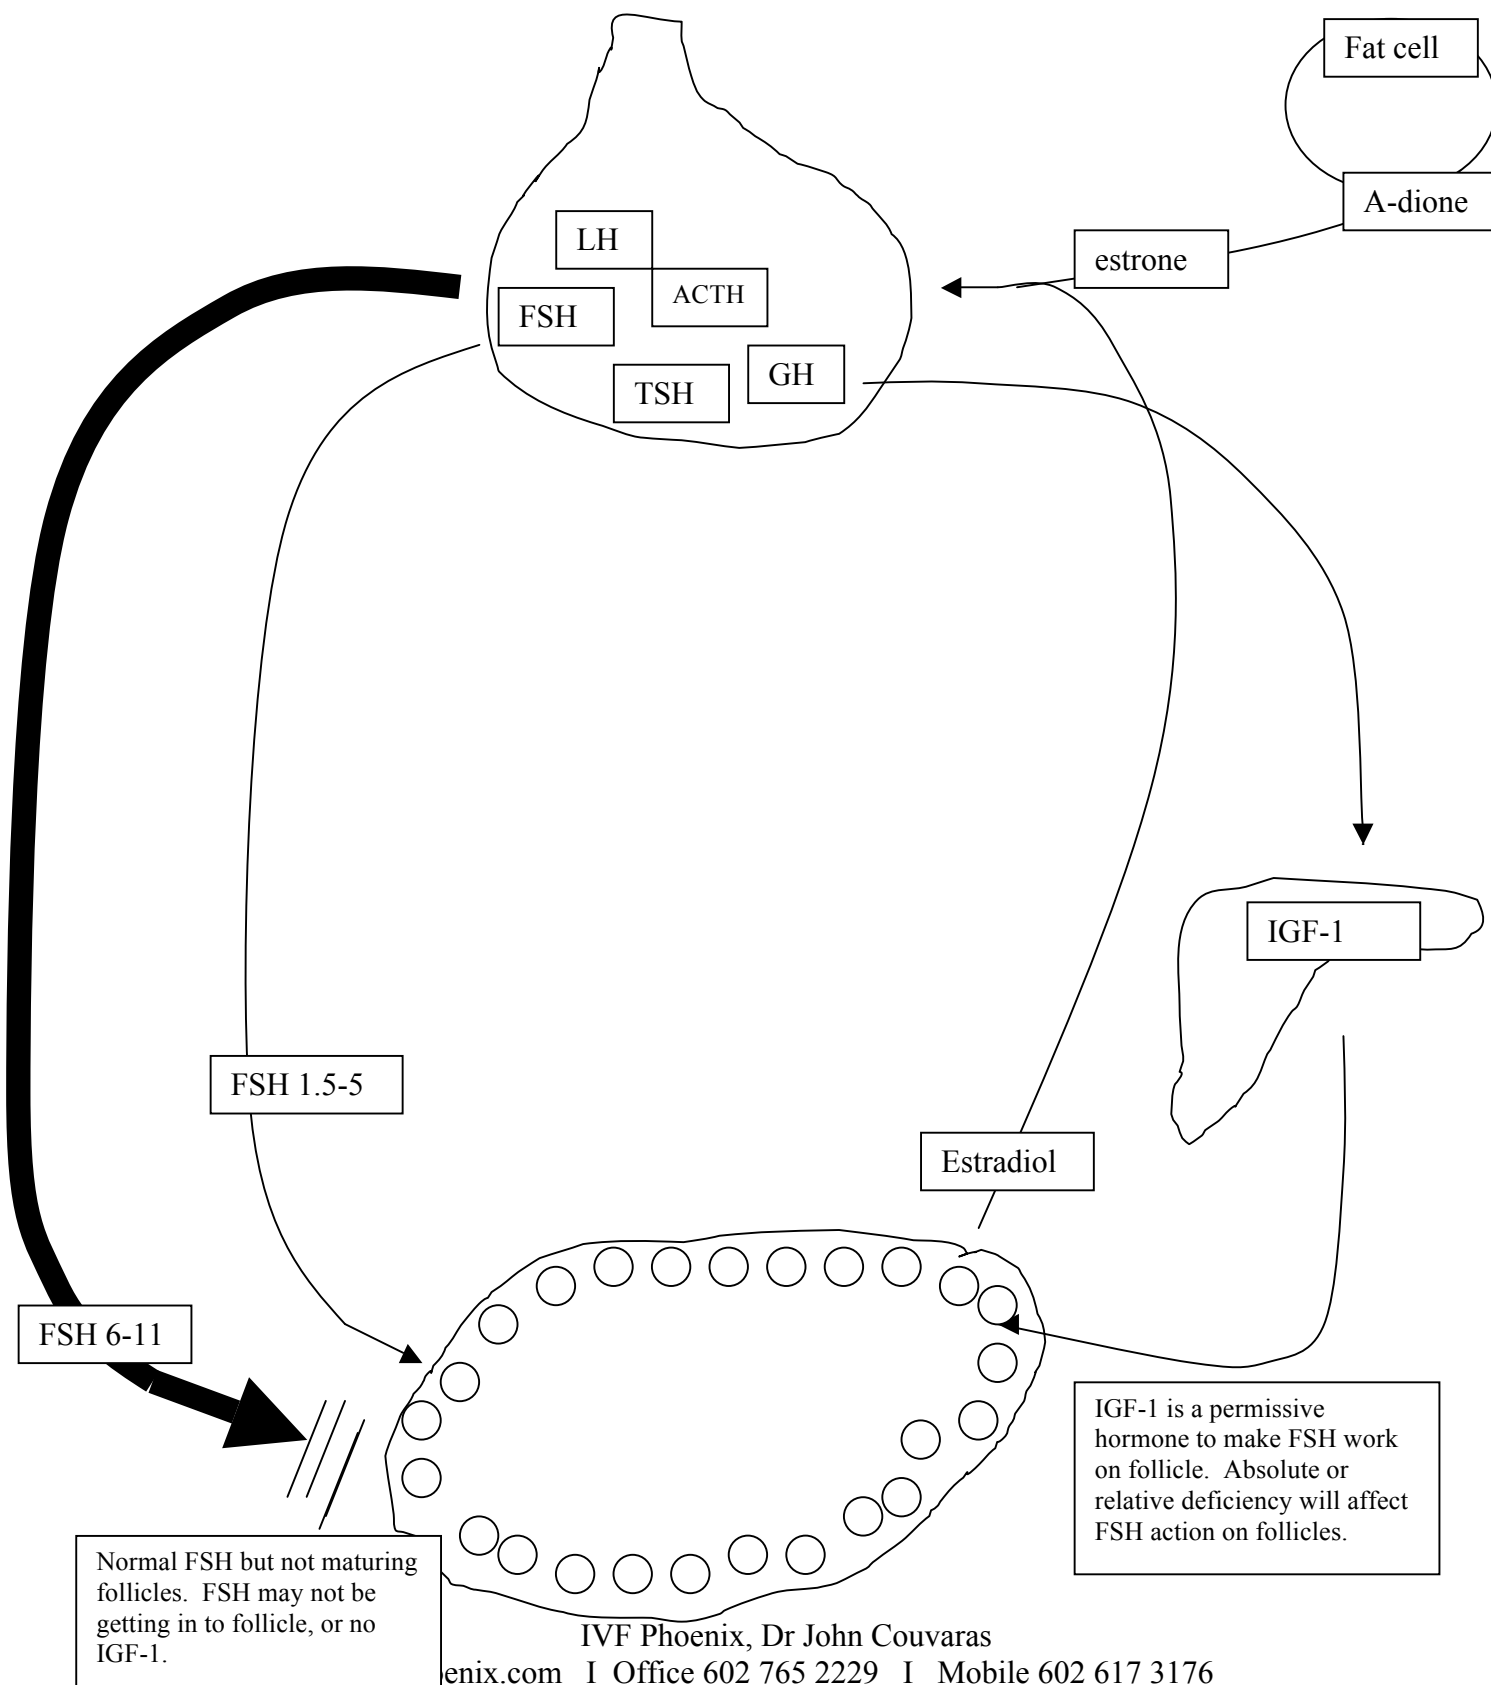 Fat cell
A-dione
LH
estrone
ACTH
FSH
GH
TSH
IGF-1
FSH 1.5-5
Estradiol
FSH 6-11
IGF-1 is a permissive
hormone to make FSH work
on follicle.  Absolute or
relative deficiency will affect
FSH action on follicles.
Normal FSH but not maturing
follicles.  FSH may not be
getting in to follicle, or no
IGF-1.
IVF Phoenix, Dr John Couvaras
enix.com   I  Office 602 765 2229   I   Mobile 602 617 3176